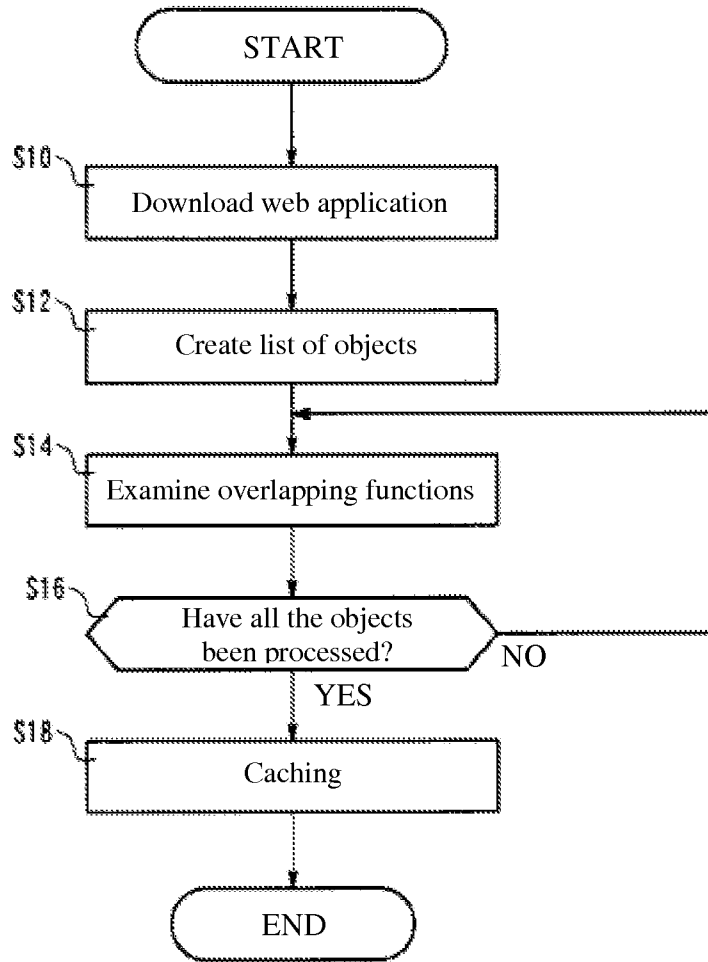 START
S10
Download web application
S12
Create list of objects
S14
Examine overlapping functions
S16
Have all the objects
been processed?
NO
YES
S18
Caching
END